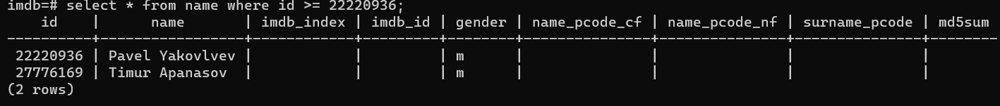 imdb=# select * from name where id >= 22220936;
    id    |      name       | imdb_index | imdb_id | gender | name_pcode_cf | name_pcode_nf | surname_pcode | md5sum
----------+-----------------+------------+---------+--------+---------------+---------------+---------------+--------
 22220936 | Pavel Yakovlvev |            |         | m      |               |               |               |
 27776169 | Timur Apanasov  |            |         | m      |               |               |               |
(2 rows)